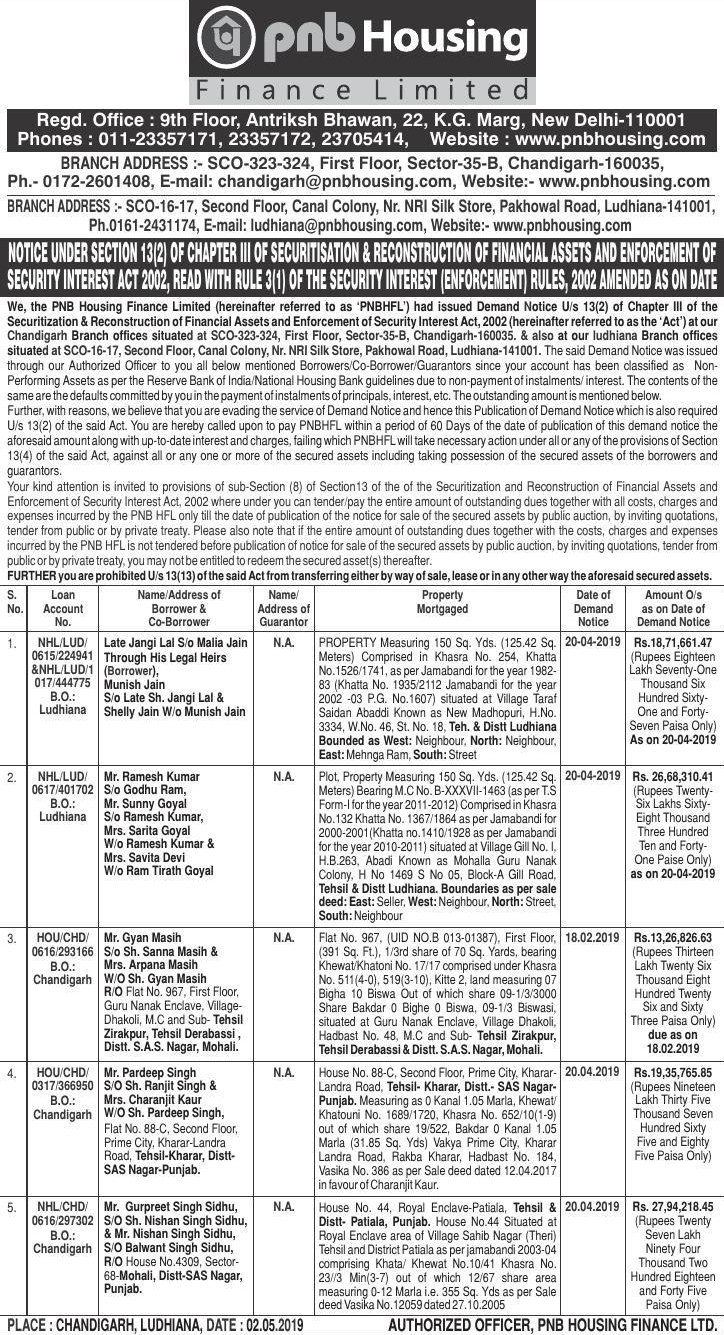 pnb Housing
Finance Limited
Regd. Office : 9th Floor, Antriksh Bhawan, 22, K.G. Marg, New Delhi-110001
Phones : 011-23357171, 23357172, 23705414, Website : www.pnbhousing.com
BRANCH ADDRESS :- SCO-323-324, First Floor, Sector-35-B, Chandigarh-160035,
Ph.- 0172-2601408, E-mail: chandigarh@pnbhousing.com, Website:- www.pnbhousing.com
BRANCH ADDRESS :- SCO-16-17, Second Floor, Canal Colony, Nr. NRI Silk Store, Pakhowal Road, Ludhiana-141001,
Ph.0161-2431174, E-mail: ludhiana@pnbhousing.com, Website:- www.pnbhousing.com
NOTICE UNDER SECTION 13(2) OF CHAPTER III OF SECURITISATION & RECONSTRUCTION OF FINANCIAL ASSETS AND ENFORCEMENT OF
SECURITY INTEREST ACT 2002, READ WITH RULE 3(1) OF THE SECURITY INTEREST (ENFORCEMENT) RULES, 2002 AMENDED AS ON DATE
We, the PNB Housing Finance Limited (hereinafter referred to as 'PNBHFL') had issued Demand Notice U/s 13(2) of Chapter III of the
Securitization & Reconstruction of Financial Assets and Enforcement of Security Interest Act, 2002 (hereinafter referred to as the 'Act') at our
Chandigarh Branch offices situated at SCO-323-324, First Floor, Sector-35-B, Chandigarh-160035. & also at our ludhiana Branch offices
situated at SCO-16-17, Second Floor, Canal Colony, Nr. NRI Silk Store, Pakhowal Road, Ludhiana-141001. The said Demand Notice was issued
through our Authorized Officer to you all below mentioned Borrowers/Co-Borrower/Guarantors since your account has been classified as Non-
Performing Assets as per the Reserve Bank of India/National Housing Bank guidelines due to non-payment of instalments/ interest. The contents of the
same are the defaults committed by you in the payment of instalments of principals, interest, etc. The outstanding amount is mentioned below.
Further, with reasons, we believe that you are evading the service of Demand Notice and hence this Publication of Demand Notice which is also required
U/s 13(2) of the said Act. You are hereby called upon to pay PNBHFL within a period of 60 Days of the date of publication of this demand notice the
aforesaid amount along with up-to-date interest and charges, failing which PNBHFL will take necessary action under all or any of the provisions of Section
13(4) of the said Act, against all or any one or more of the secured assets including taking possession of the secured assets of the borrowers and
guarantors.
Your kind attention is invited to provisions of sub-Section (8) of Section13 of the of the Securitization and Reconstruction of Financial Assets and
Enforcement of Security Interest Act, 2002 where under you can tender/pay the entire amount of outstanding dues together with all costs, charges and
expenses incurred by the PNB HFL only till the date of publication of the notice for sale of the secured assets by public auction, by inviting quotations,
tender from public or by private treaty. Please also note that if the entire amount of outstanding dues together with the costs, charges and expenses
incurred by the PNB HFL is not tendered before publication of notice for sale of the secured assets by public auction, by inviting quotations, tender from
public or by private treaty, you may not be entitled to redeem the secured asset(s) thereafter.
FURTHER you are prohibited U/s 13(13) of the said Act from transferring either by way of sale, lease or in any other way the aforesaid secured assets.
S. No.
Loan
Account
No.
Name/Address of
Borrower &
Co-Borrower
Name/
Address of
Guarantor
Property
Mortgaged
Date of
Demand
Notice
Amount O/s
as on Date of
Demand Notice
1.
NHL/LUD/
0615/224941
&NHL/LUD/1
017/444775
B.O.:
Ludhiana
Late Jangi Lal S/o Malia Jain
Through His Legal Heirs
(Borrower),
Munish Jain
S/o Late Sh. Jangi Lal &
Shelly Jain W/o Munish Jain
N.A.
PROPERTY Measuring 150 Sq. Yds. (125.42 Sq.
Meters) Comprised in Khasra No. 254, Khatta
No.1526/1741, as per Jamabandi for the year 1982-
83 (Khatta No. 1935/2112 Jamabandi for the year
2002 -03 P.G. No.1607) situated at Village Taraf
Saidan Abaddi Known as New Madhopuri, H.No.
3334, W.No. 46, St. No. 18, Teh. & Distt Ludhiana
Bounded as West: Neighbour, North: Neighbour,
East: Mehnga Ram, South: Street
20-04-2019
Rs.18,71,661.47
(Rupees Eighteen
Lakh Seventy-One
Thousand Six
Hundred Sixty-
One and Forty-
Seven Paisa Only)
As on 20-04-2019
2.
NHL/LUD/
0617/401702
B.O.:
Ludhiana
Mr. Ramesh Kumar
S/o Godhu Ram,
Mr. Sunny Goyal
S/o Ramesh Kumar,
Mrs. Sarita Goyal
W/o Ramesh Kumar &
Mrs. Savita Devi
W/o Ram Tirath Goyal
N.A.
Plot, Property Measuring 150 Sq. Yds. (125.42 Sq.
Meters) Bearing M.C No. B-XXXVII-1463 (as per T.S
Form-I for the year 2011-2012) Comprised in Khasra
No.132 Khatta No. 1367/1864 as per Jamabandi for
2000-2001(Khatta no.1410/1928 as per Jamabandi
for the year 2010-2011) situated at Village Gill No. I,
H.B.263, Abadi Known as Mohalla Guru Nanak
Colony, H No 1469 S No 05, Block-A Gill Road,
Tehsil & Distt Ludhiana. Boundaries as per sale
deed: East: Seller, West: Neighbour, North: Street,
South: Neighbour
20-04-2019
Rs. 26,68,310.41
(Rupees Twenty-
Six Lakhs Sixty-
Eight Thousand
Three Hundred
Ten and Forty-
One Paise Only)
as on 20-04-2019
3.
HOU/CHD/
0616/293166
B.O.:
Chandigarh
Mr. Gyan Masih
S/o Sh. Sanna Masih &
Mrs. Arpana Masih
W/O Sh. Gyan Masih
R/O Flat No. 967, First Floor,
Guru Nanak Enclave, Village-
Dhakoli, M.C and Sub- Tehsil
Zirakpur, Tehsil Derabassi ,
Distt. S.A.S. Nagar, Mohali.
N.A.
Flat No. 967, (UID NO.B 013-01387), First Floor,
(391 Sq. Ft.), 1/3rd share of 70 Sq. Yards, bearing
Khewat/Khatoni No. 17/17 comprised under Khasra
No. 511(4-0), 519(3-10), Kitte 2, land measuring 07
Bigha 10 Biswa Out of which share 09-1/3/3000
Share Bakdar 0 Bighe 0 Biswa, 09-1/3 Biswasi,
situated at Guru Nanak Enclave, Village Dhakoli,
Hadbast No. 48, M.C and Sub- Tehsil Zirakpur,
Tehsil Derabassi & Distt. S.A.S. Nagar, Mohali.
18.02.2019
Rs.13,26,826.63
(Rupees Thirteen
Lakh Twenty Six
Thousand Eight
Hundred Twenty
Six and Sixty
Three Paisa Only)
due as on
18.02.2019
4.
HOU/CHD/
0317/366950
B.O.:
Chandigarh
Mr. Pardeep Singh
S/O Sh. Ranjit Singh &
Mrs. Charanjit Kaur
W/O Sh. Pardeep Singh,
Flat No. 88-C, Second Floor,
Prime City, Kharar-Landra
Road, Tehsil-Kharar, Distt-
SAS Nagar-Punjab.
N.A.
House No. 88-C, Second Floor, Prime City, Kharar-
Landra Road, Tehsil- Kharar, Distt.- SAS Nagar-
Punjab. Measuring as 0 Kanal 1.05 Marla, Khewat/
Khatouni No. 1689/1720, Khasra No. 652/10(1-9)
out of which share 19/522, Bakdar 0 Kanal 1.05
Marla (31.85 Sq. Yds) Vakya Prime City, Kharar
Landra Road, Rakba Kharar, Hadbast No. 184,
Vasika No. 386 as per Sale deed dated 12.04.2017
in favour of Charanjit Kaur.
20.04.2019
Rs.19,35,765.85
(Rupees Nineteen
Lakh Thirty Five
Thousand Seven
Hundred Sixty
Five and Eighty
Five Paisa Only)
5.
NHL/CHD/
0616/297302
B.O.:
Chandigarh
Mr. Gurpreet Singh Sidhu,
S/O Sh. Nishan Singh Sidhu,
& Mr. Nishan Singh Sidhu,
S/O Balwant Singh Sidhu,
R/O House No.4309, Sector-
68-Mohali, Distt-SAS Nagar,
Punjab.
N.A.
House No. 44, Royal Enclave-Patiala, Tehsil &
Distt- Patiala, Punjab. House No.44 Situated at
Royal Enclave area of Village Sahib Nagar (Theri)
Tehsil and District Patiala as per jamabandi 2003-04
comprising Khata/ Khewat No.10/41 Khasra No.
23//3 Min(3-7) out of which 12/67 share area
measuring 0-12 Marla i.e. 355 Sq. Yds as per Sale
deed Vasika No.12059 dated 27.10.2005
20.04.2019
Rs. 27,94,218.45
(Rupees Twenty
Seven Lakh
Ninety Four
Thousand Two
Hundred Eighteen
and Forty Five
Paisa Only)
PLACE : CHANDIGARH, LUDHIANA, DATE : 02.05.2019 AUTHORIZED OFFICER, PNB HOUSING FINANCE LTD.